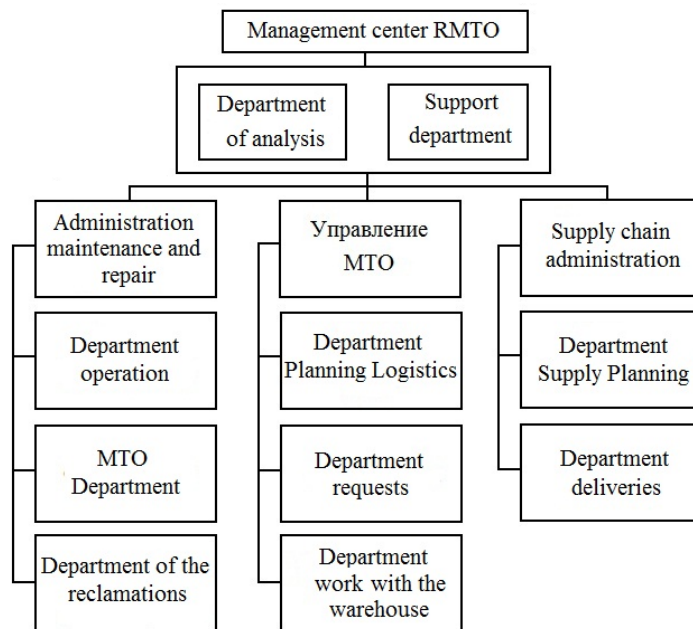 Management center RMTO
Department
of analysis
Support
department
Administration
maintenance and
repair
Управление
МТО
Supply chain
administration
Department
operation
Department
Planning Logistics
Department
Supply Planning
MTO
Department
Department
requests
Department
deliveries
Department of the
reclamations
Department
work with the
warehouse